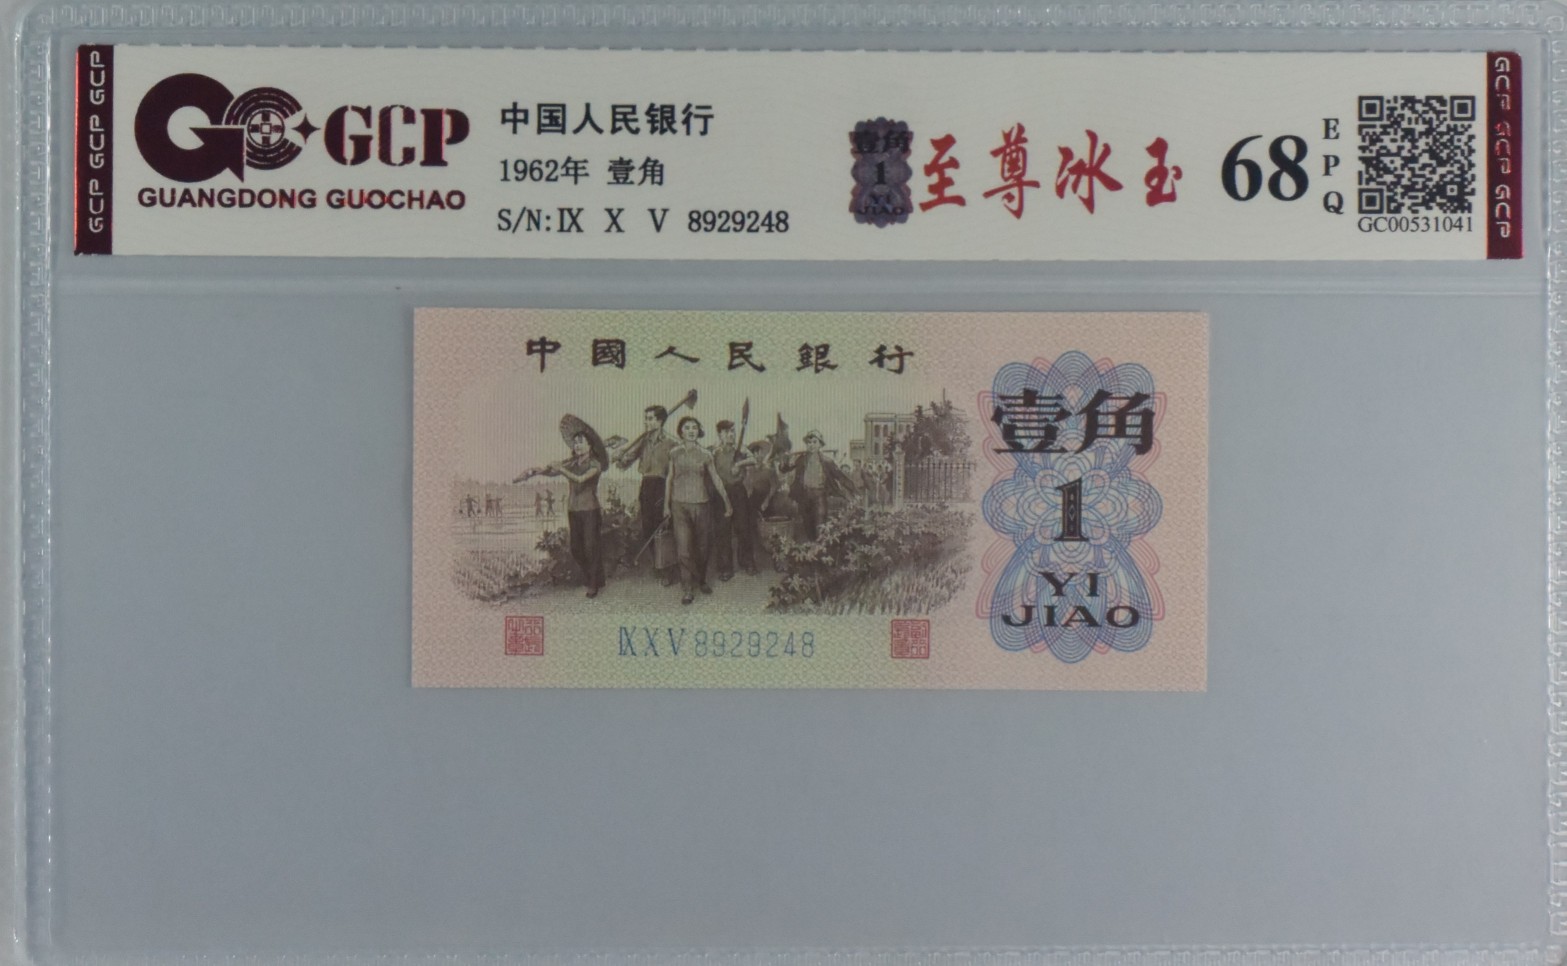 GCP GCP GCP
GCP
GUANGDONG GUOCHAO
中国人民银行
1962年 壹角
S/N:Ⅸ X V 8929248
壹角
1
YI
JIAO
至尊冰玉
68
EPQ
GC00531041
GCP GCP GCP
中國人民銀行
壹角
1
YI
JIAO
ⅨⅩⅤ8929248